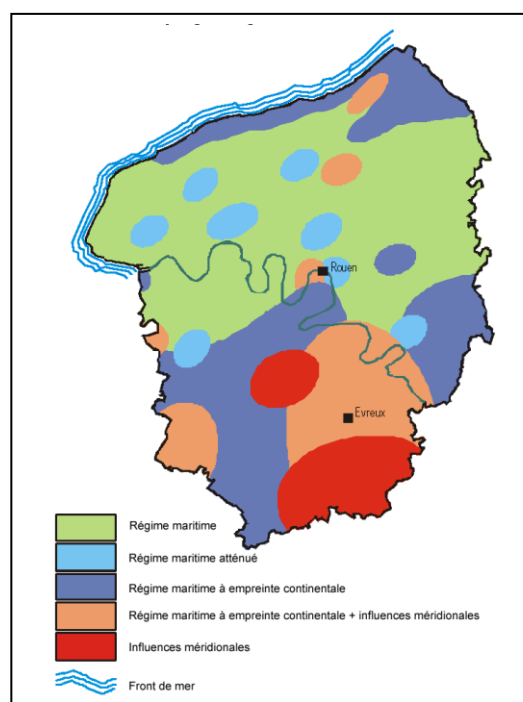 Rouen
Evreux
Régime maritime
Régime maritime atténué
Régime maritime à empreinte continentale
Régime maritime à empreinte continentale + influences méridionales
Influences méridionales
Front de mer